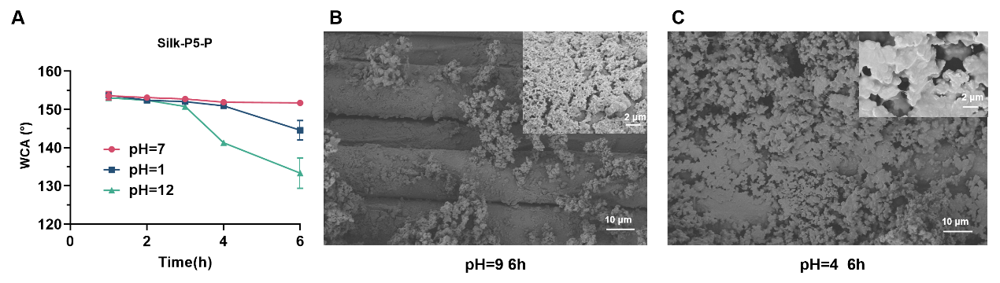 A
Silk-P5-P
160
150
140
130
120
WCA (°)
pH=7
pH=1
pH=12
0
2
4
6
Time(h)
B
2 µm
10 µm
pH=9 6h
C
2 µm
10 µm
pH=4 6h